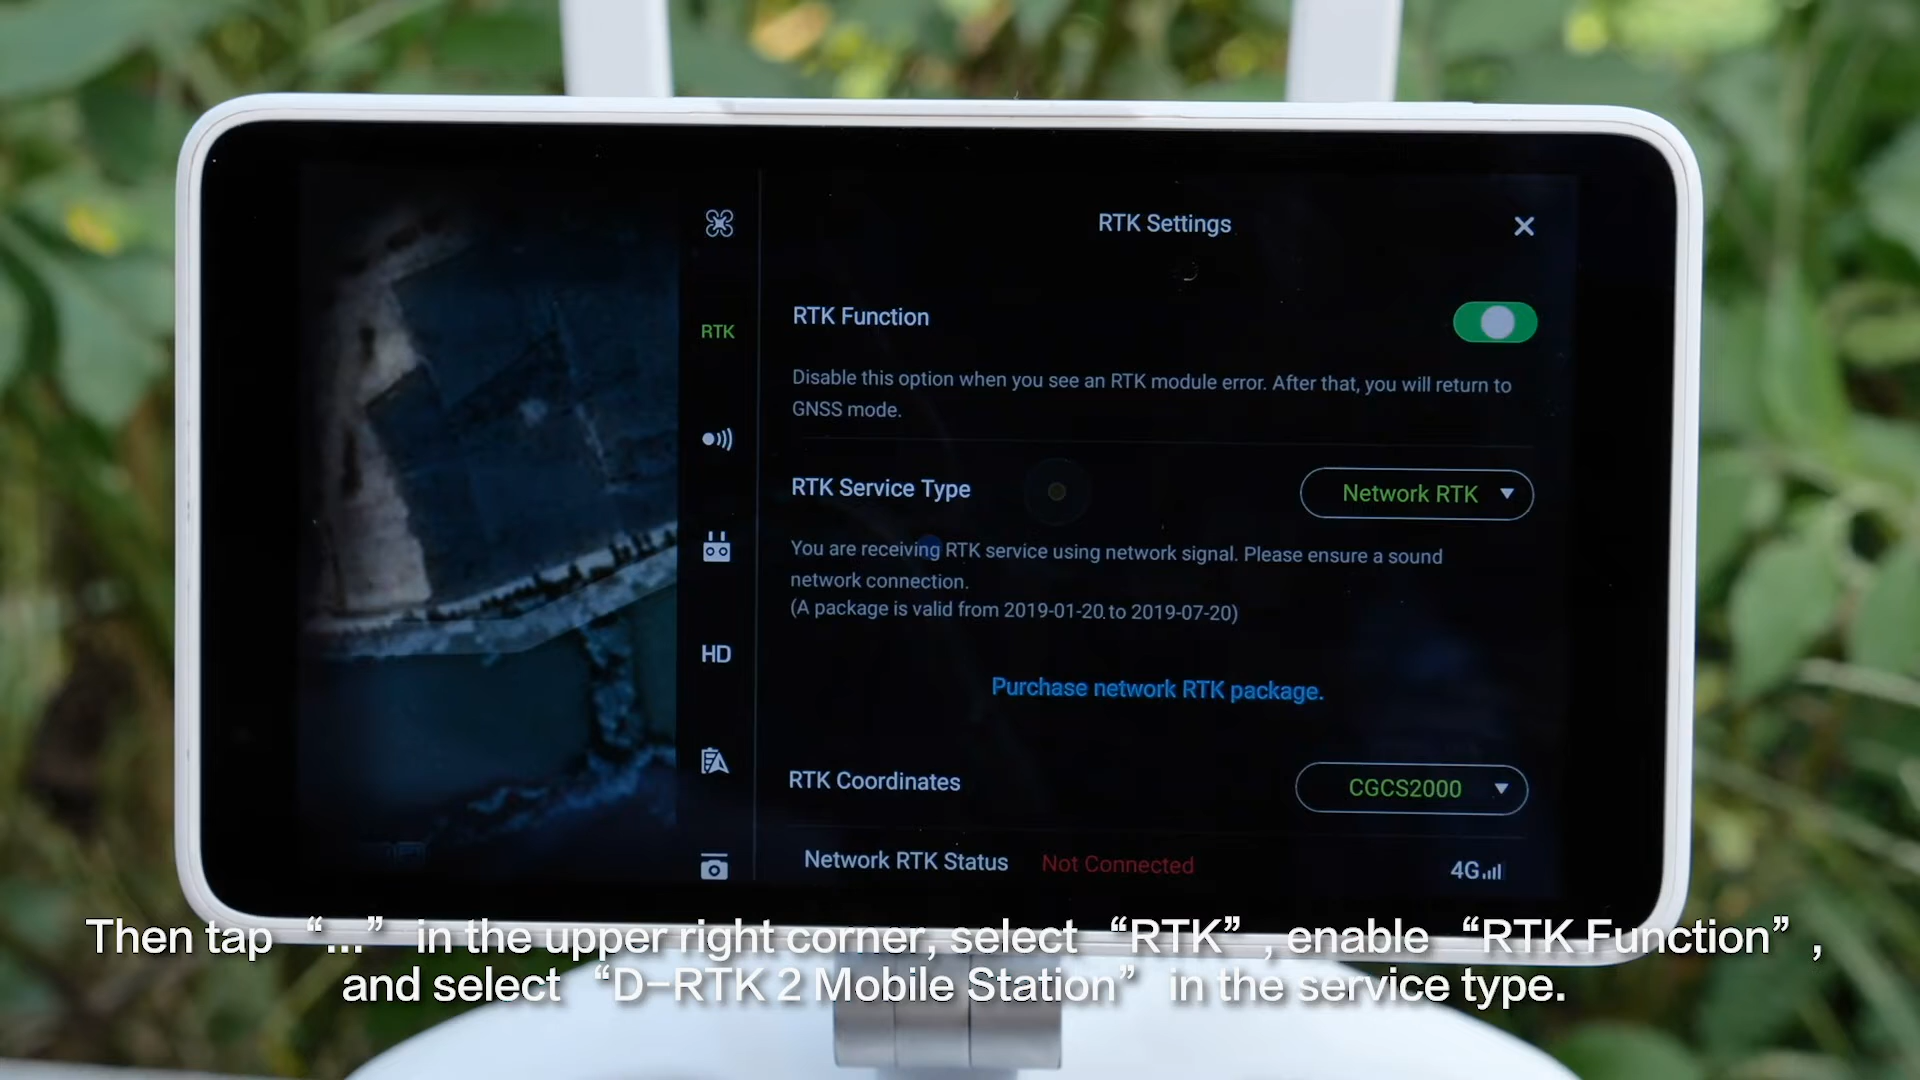 RTK Settings
RTK
RTK Function
Disable this option when you see an RTK module error. After that, you will return to
GNSS mode.
RTK Service Type
Network RTK
You are receiving RTK service using network signal. Please ensure a sound
network connection.
(A package is valid from 2019-01-20 to 2019-07-20)
HD
Purchase network RTK package.
RTK Coordinates
CGCS2000
Network RTK Status
Not Connected
4G
Then tap “...” in the upper right corner, select “RTK”, enable “RTK Function”,
and select “D-RTK 2 Mobile Station” in the service type.